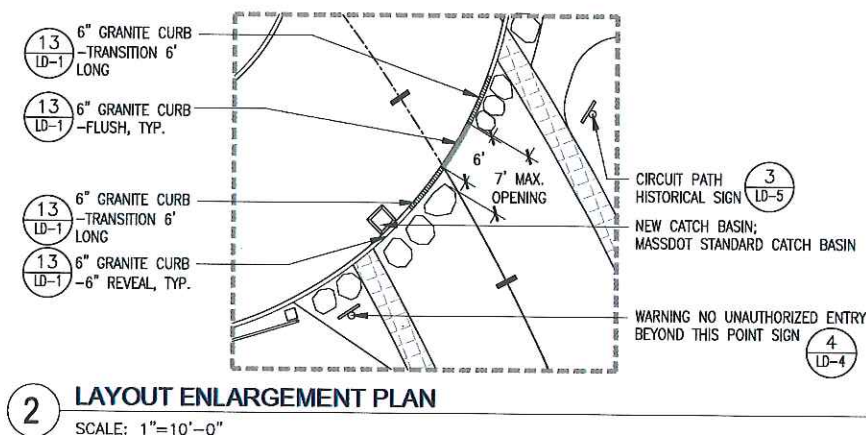 13
LD-1
6" GRANITE CURB
-TRANSITION 6'
LONG
13
LD-1
6" GRANITE CURB
-FLUSH, TYP.
13
LD-1
6" GRANITE CURB
-TRANSITION 6'
LONG
13
LD-1
6" GRANITE CURB
-6" REVEAL, TYP.
6'
7' MAX.
OPENING
CIRCUIT PATH
HISTORICAL SIGN
3
LD-5
NEW CATCH BASIN;
MASSDOT STANDARD CATCH BASIN
WARNING NO UNAUTHORIZED ENTRY
BEYOND THIS POINT SIGN
4
LD-4
2
LAYOUT ENLARGEMENT PLAN
SCALE: 1"=10'-0"